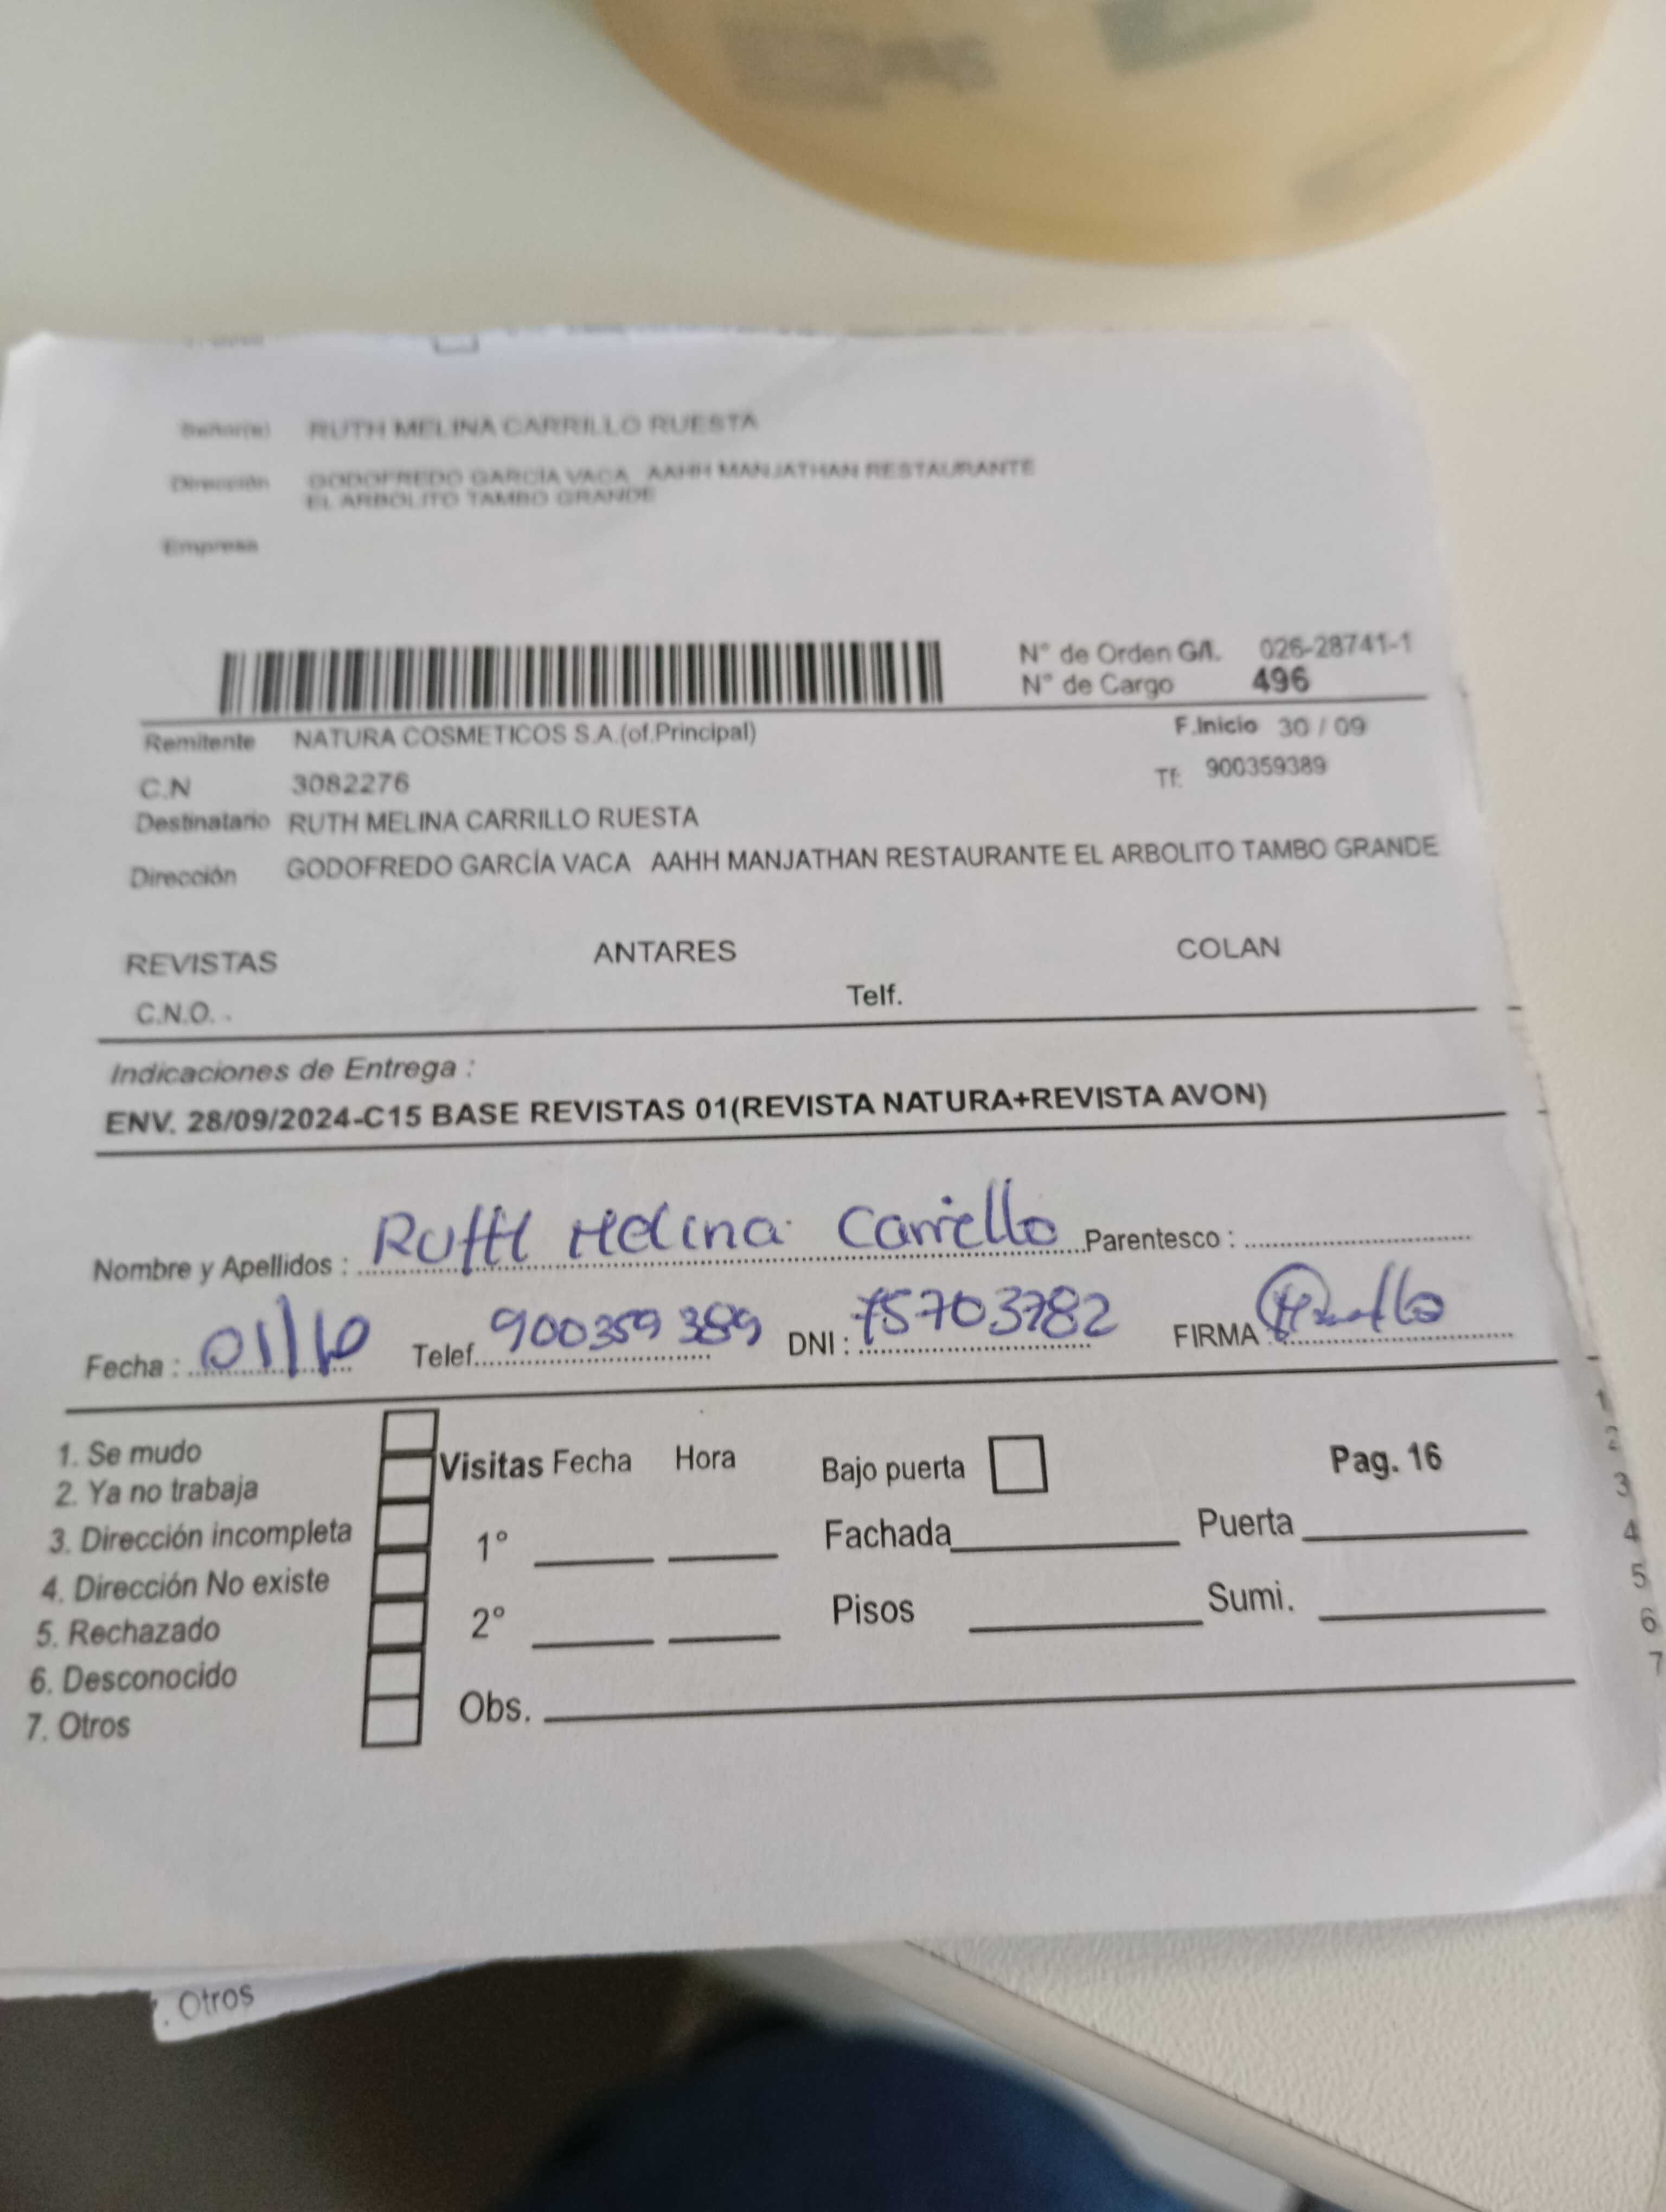 Señor(a) RUTH MELINA CARRILLO RUESTA
Dirección GODOFREDO GARCÍA VACA AAHH MANJATHAN RESTAURANTE
EL ARBOLITO TAMBO GRANDE
Empresa
N° de Orden G/I. 026-28741-1
N° de Cargo 496
Remitente NATURA COSMETICOS S.A.(of.Principal) F.Inicio 30 / 09
C.N 3082276 Tf: 900359389
Destinatario RUTH MELINA CARRILLO RUESTA
Dirección GODOFREDO GARCÍA VACA AAHH MANJATHAN RESTAURANTE EL ARBOLITO TAMBO GRANDE
REVISTAS ANTARES COLAN
C.N.O. . Telf.
Indicaciones de Entrega :
ENV. 28/09/2024-C15 BASE REVISTAS 01(REVISTA NATURA+REVISTA AVON)
Nombre y Apellidos : Ruth Melina Carrillo Parentesco :
Fecha : 01/10 Telef. 900359389 DNI : 75703782 FIRMA :
1. Se mudo
2. Ya no trabaja
3. Dirección incompleta
4. Dirección No existe
5. Rechazado
6. Desconocido
7. Otros
Visitas Fecha Hora Bajo puerta Pag. 16
1° Fachada Puerta
2° Pisos Sumi.
Obs.
1
2
3
4
5
6
7
. Otros